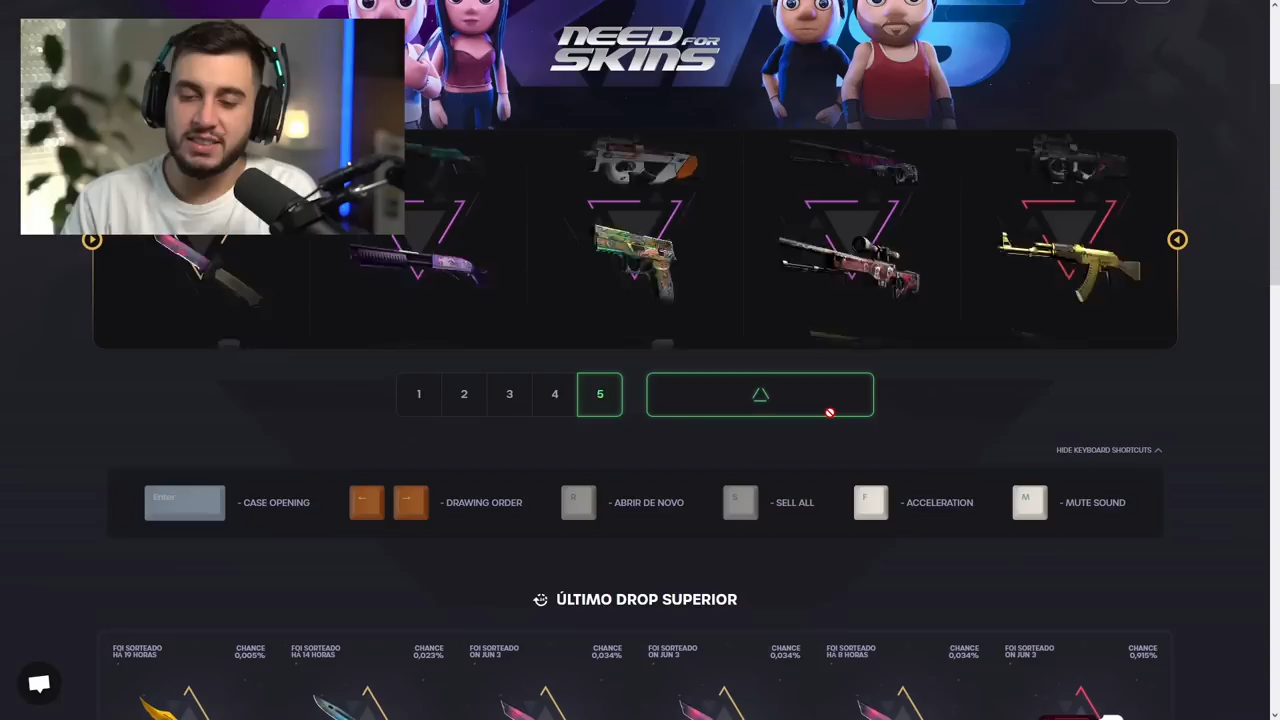 NEED FOR
SKINS
1 2 3 4 5
HIDE KEYBOARD SHORTCUTS
Enter - CASE OPENING ← → - DRAWING ORDER R - ABRIR DE NOVO S - SELL ALL F - ACCELERATION M - MUTE SOUND
ÚLTIMO DROP SUPERIOR
FOI SORTEADO CHANCE FOI SORTEADO CHANCE FOI SORTEADO CHANCE FOI SORTEADO CHANCE FOI SORTEADO CHANCE FOI SORTEADO CHANCE
HÁ 19 HORAS 0,005% HÁ 14 HORAS 0,023% ON JUN 3 0,034% ON JUN 3 0,034% HÁ 8 HORAS 0,034% ON JUN 3 0,915%